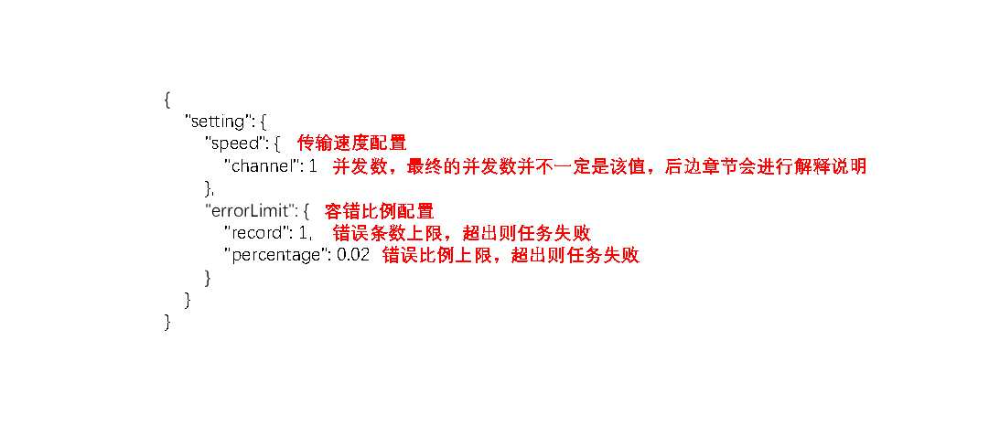 {
"setting": {
"speed": { 传输速度配置
"channel": 1 并发数，最终的并发数并不一定是该值，后边章节会进行解释说明
},
"errorLimit": { 容错比例配置
"record": 1, 错误条数上限，超出则任务失败
"percentage": 0.02 错误比例上限，超出则任务失败
}
}
}